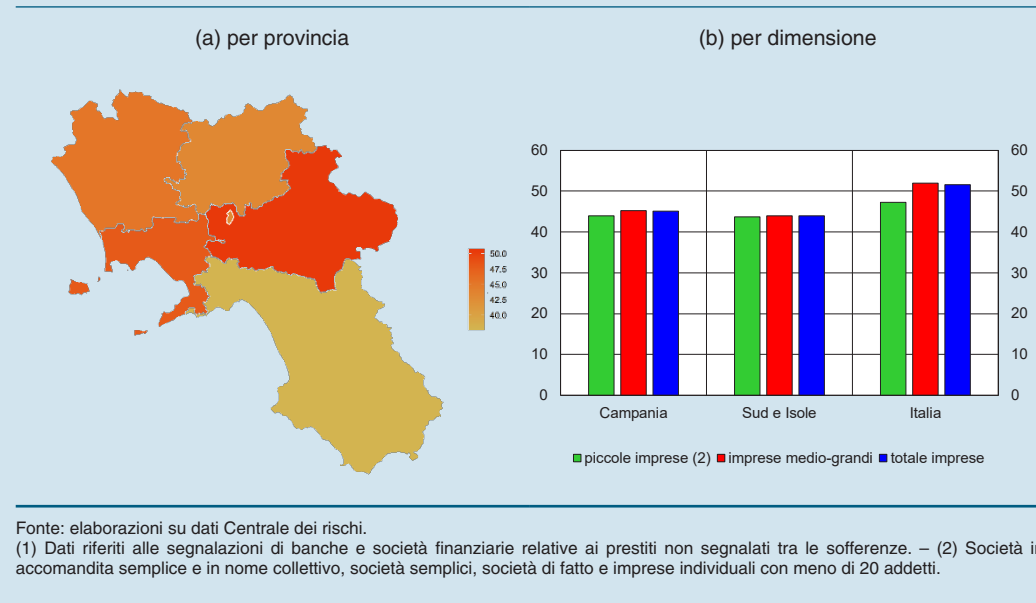 (a) per provincia
(b) per dimensione
50.0
47.5
45.0
42.5
40.0
60
50
40
30
20
10
0
60
50
40
30
20
10
0
Campania
Sud e Isole
Italia
piccole imprese (2) imprese medio-grandi totale imprese
Fonte: elaborazioni su dati Centrale dei rischi.
(1) Dati riferiti alle segnalazioni di banche e società finanziarie relative ai prestiti non segnalati tra le sofferenze. – (2) Società in
accomandita semplice e in nome collettivo, società semplici, società di fatto e imprese individuali con meno di 20 addetti.